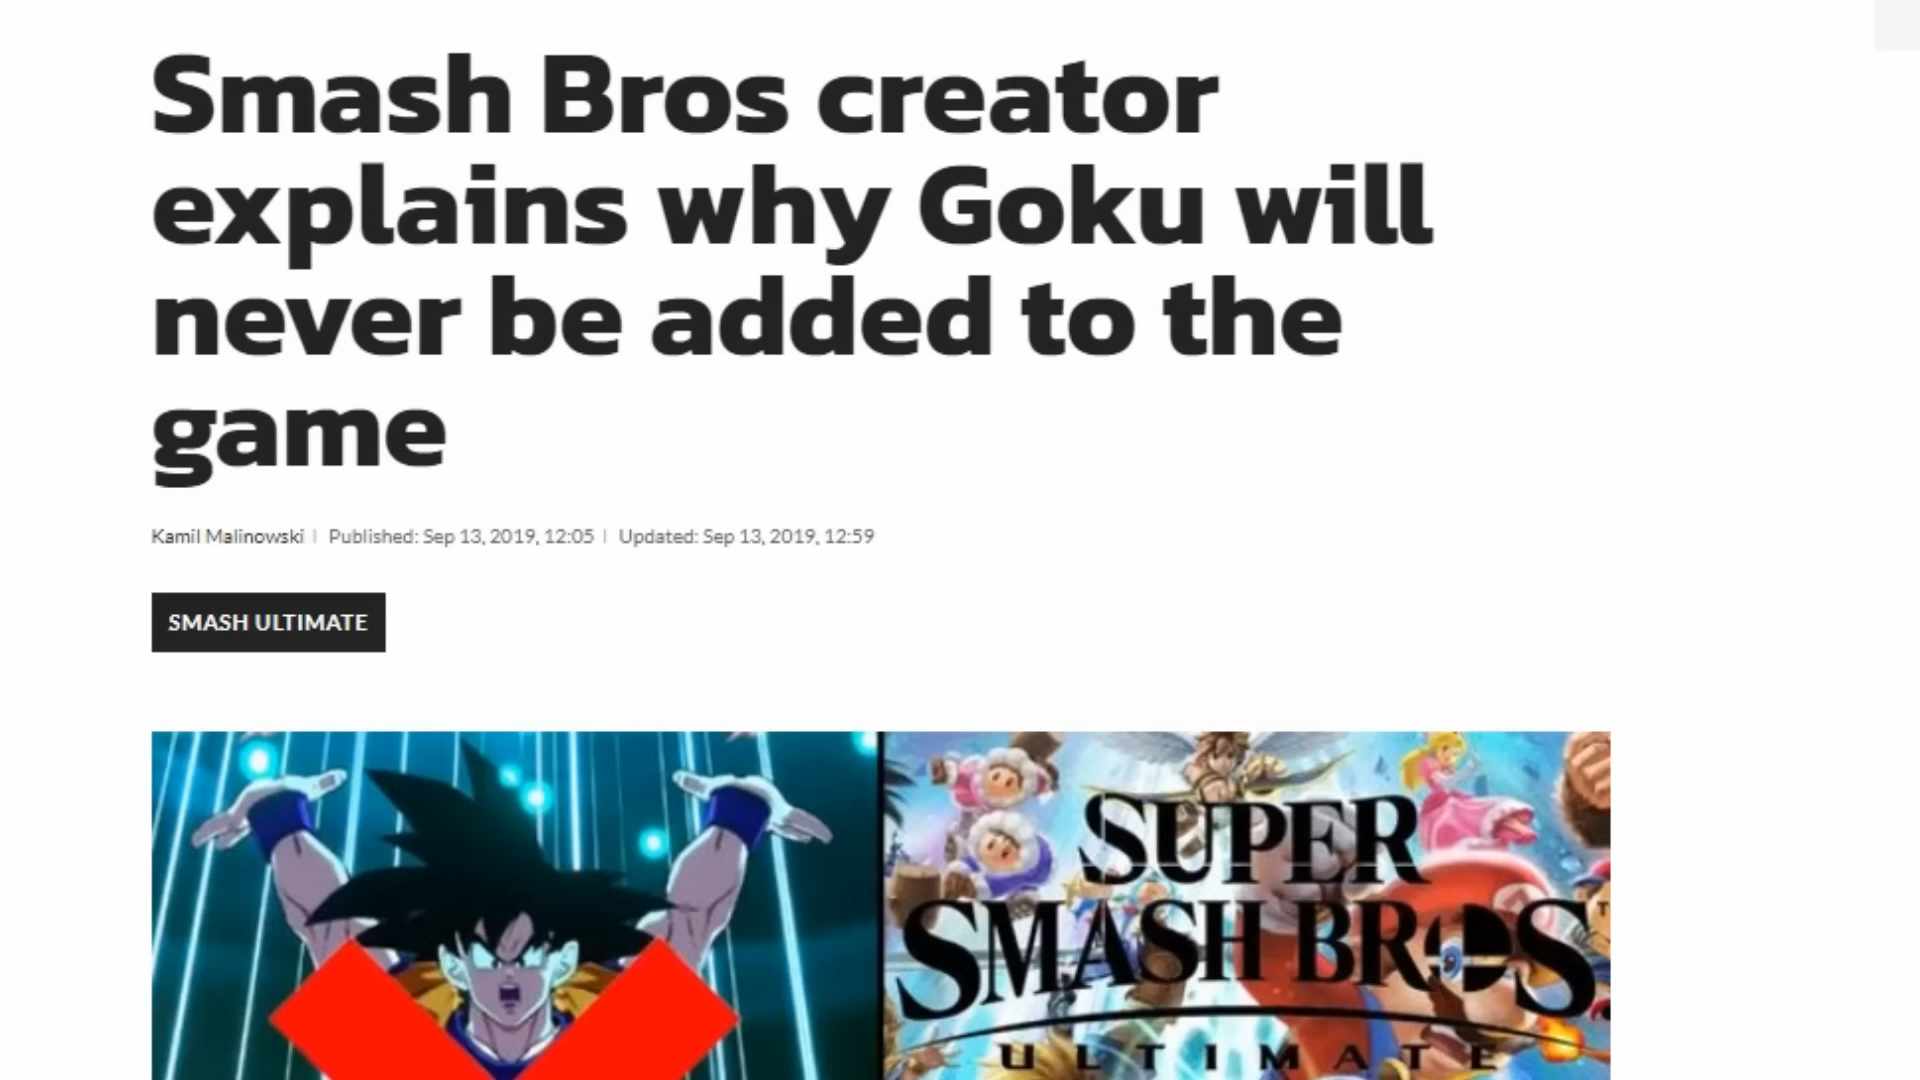 Smash Bros creator
explains why Goku will
never be added to the
game
Kamil Malinowski | Published: Sep 13, 2019, 12:05 | Updated: Sep 13, 2019, 12:59
SMASH ULTIMATE
SUPER
SMASH BROS
ULTIMATE